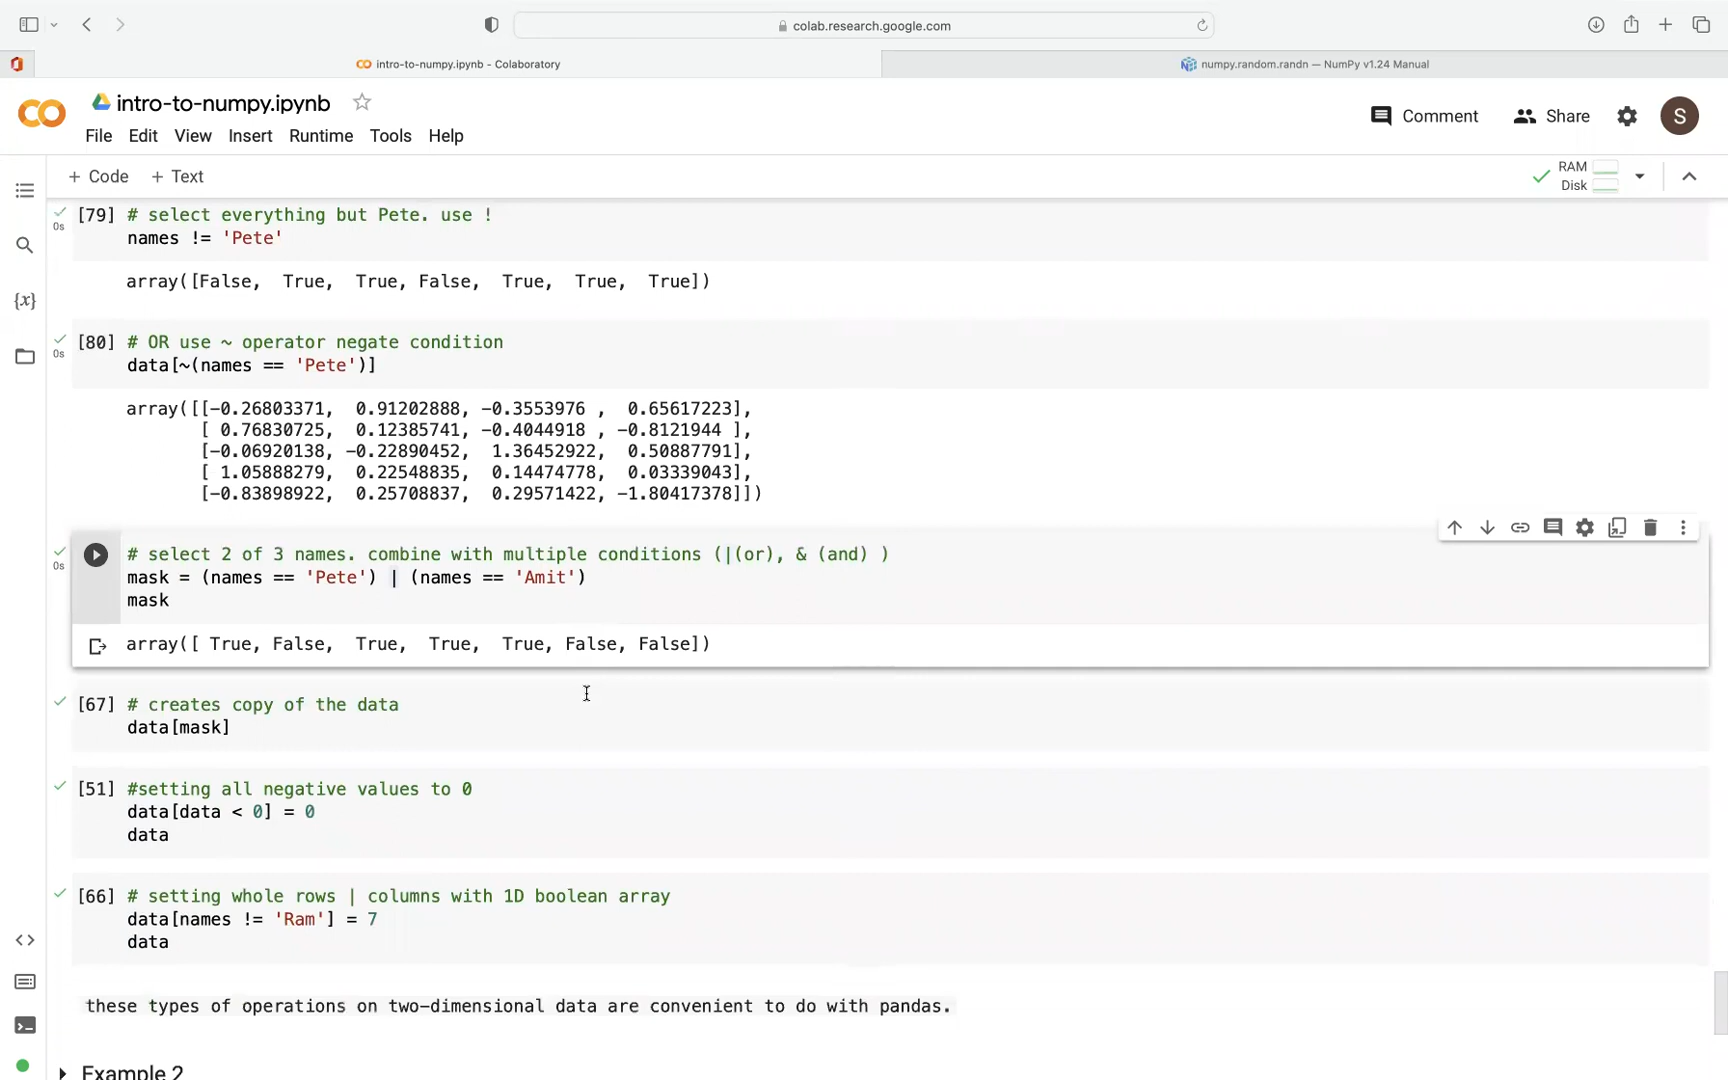 colab.research.google.com
intro-to-numpy.ipynb - Colaboratory
numpy.random.randn — NumPy v1.24 Manual
intro-to-numpy.ipynb
File Edit View Insert Runtime Tools Help
Comment
Share
S
+ Code + Text
RAM
Disk
[79] # select everything but Pete. use !
0s
names != 'Pete'
array([False,  True,  True, False,  True,  True,  True])
[80] # OR use ~ operator negate condition
0s
data[~(names == 'Pete')]
array([[-0.26803371,  0.91202888, -0.3553976 ,  0.65617223],
[ 0.76830725,  0.12385741, -0.4044918 , -0.8121944 ],
[-0.06920138, -0.22890452,  1.36452922,  0.50887791],
[ 1.05888279,  0.22548835,  0.14474778,  0.03339043],
[-0.83898922,  0.25708837,  0.29571422, -1.80417378]])
# select 2 of 3 names. combine with multiple conditions (|(or), & (and) )
0s
mask = (names == 'Pete') | (names == 'Amit')
mask
array([ True, False,  True,  True,  True, False, False])
[67] # creates copy of the data
data[mask]
[51] #setting all negative values to 0
data[data < 0] = 0
data
[66] # setting whole rows | columns with 1D boolean array
data[names != 'Ram'] = 7
data
these types of operations on two-dimensional data are convenient to do with pandas.
Example 2